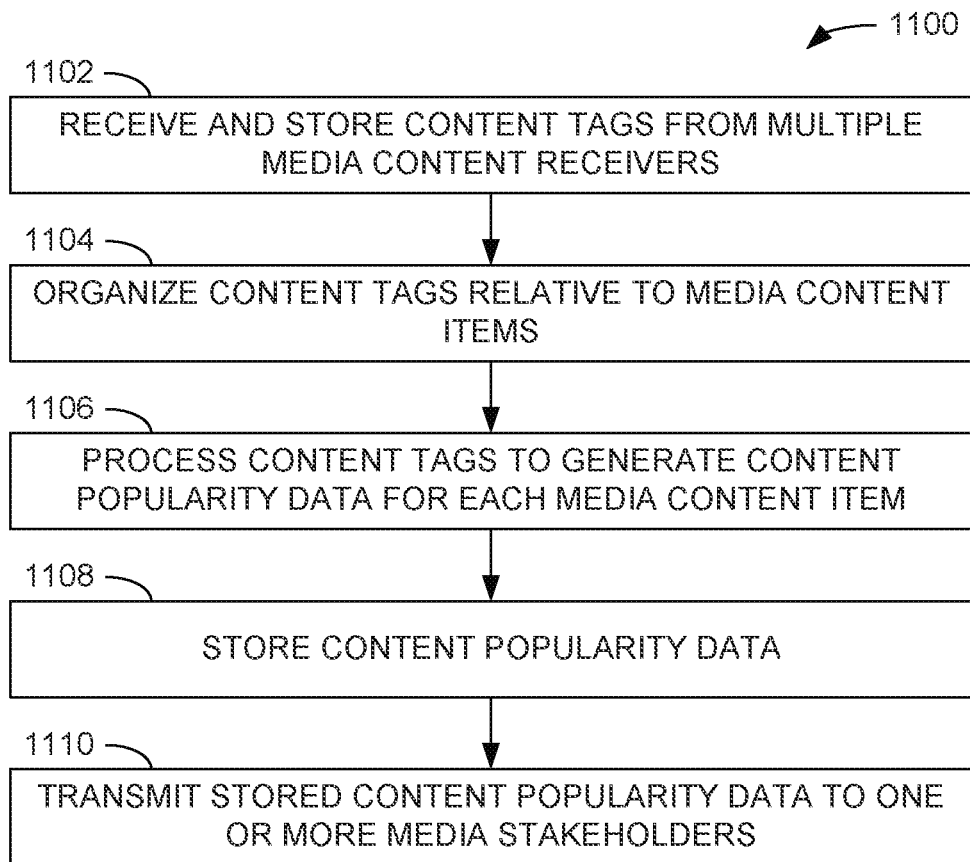 1100
1102
RECEIVE AND STORE CONTENT TAGS FROM MULTIPLE
MEDIA CONTENT RECEIVERS
1104
ORGANIZE CONTENT TAGS RELATIVE TO MEDIA CONTENT
ITEMS
1106
PROCESS CONTENT TAGS TO GENERATE CONTENT
POPULARITY DATA FOR EACH MEDIA CONTENT ITEM
1108
STORE CONTENT POPULARITY DATA
1110
TRANSMIT STORED CONTENT POPULARITY DATA TO ONE
OR MORE MEDIA STAKEHOLDERS